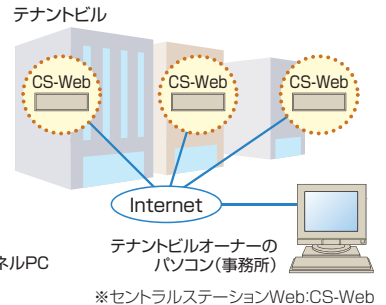 テナントビル
CS-Web
CS-Web
CS-Web
Internet
テナントビルオーナーの
パソコン(事務所)
ネルPC
※セントラルステーションWeb:CS-Web